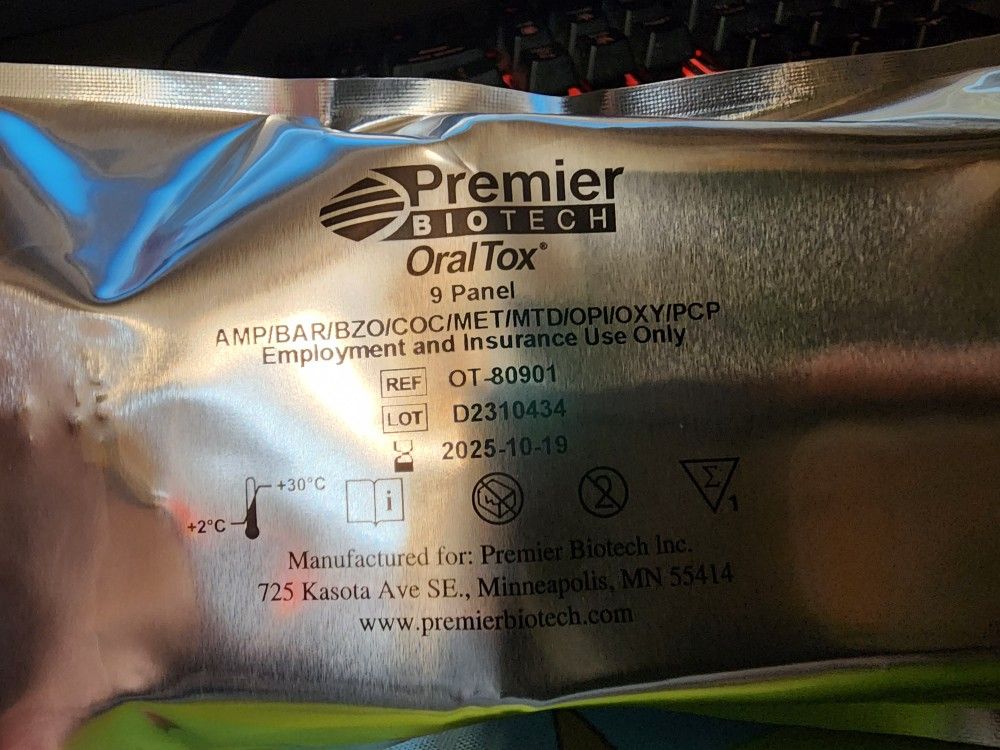 Premier
BIOTECH
OralTox®
9 Panel
AMP/BAR/BZO/COC/MET/MTD/OPI/OXY/PCP
Employment and Insurance Use Only
REF OT-80901
LOT D2310434
2025-10-19
+30°C
+2°C
i
2
Σ
1
Manufactured for: Premier Biotech Inc.
725 Kasota Ave SE., Minneapolis, MN 55414
www.premierbiotech.com